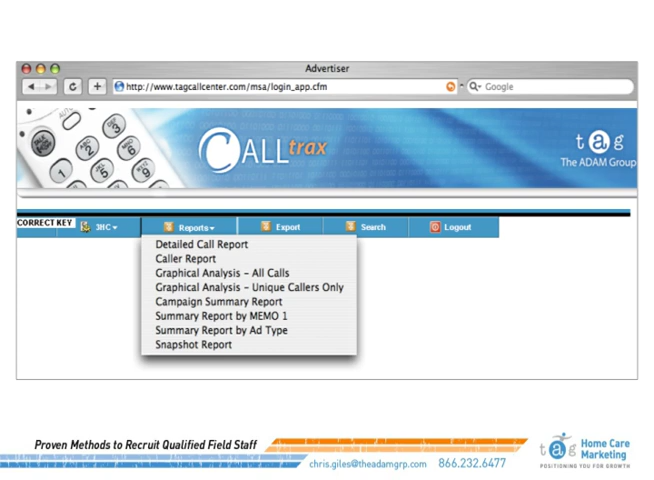 Advertiser
http://www.tagcallcenter.com/msa/login_app.cfm
Google
CALLtrax
tag
The ADAM Group
CORRECT KEY
3HC
Reports
Export
Search
Logout
Detailed Call Report
Caller Report
Graphical Analysis - All Calls
Graphical Analysis - Unique Callers Only
Campaign Summary Report
Summary Report by MEMO 1
Summary Report by Ad Type
Snapshot Report
Proven Methods to Recruit Qualified Field Staff
chris.giles@theadamgrp.com 866.232.6477
tag
Home Care
Marketing
POSITIONING YOU FOR GROWTH